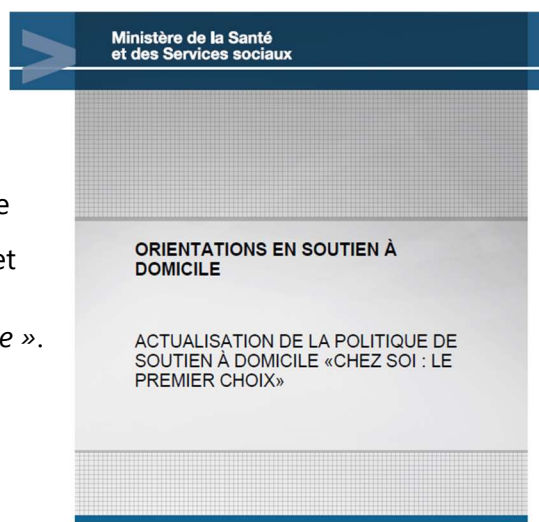 Ministère de la Santé
et des Services sociaux
e
et
e ».
ORIENTATIONS EN SOUTIEN À
DOMICILE
ACTUALISATION DE LA POLITIQUE DE
SOUTIEN À DOMICILE «CHEZ SOI : LE
PREMIER CHOIX»